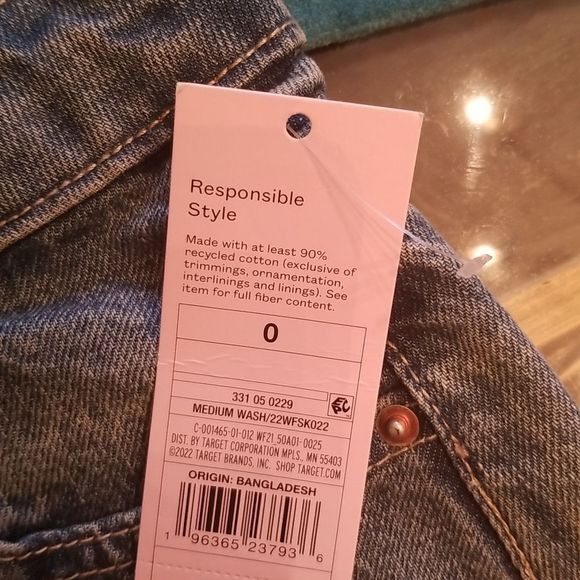 Responsible
Style
Made with at least 90%
recycled cotton (exclusive of
trimmings, ornamentation,
interlinings and linings). See
item for full fiber content.
0
331 05 0229
MEDIUM WASH/22WFSK022
C-001465-01-012 WF21 50A01-0025
DIST. BY TARGET CORPORATION MPLS., MN 55403
©2022 TARGET BRANDS, INC. SHOP TARGET.COM
ORIGIN: BANGLADESH
1 96365 23793 6